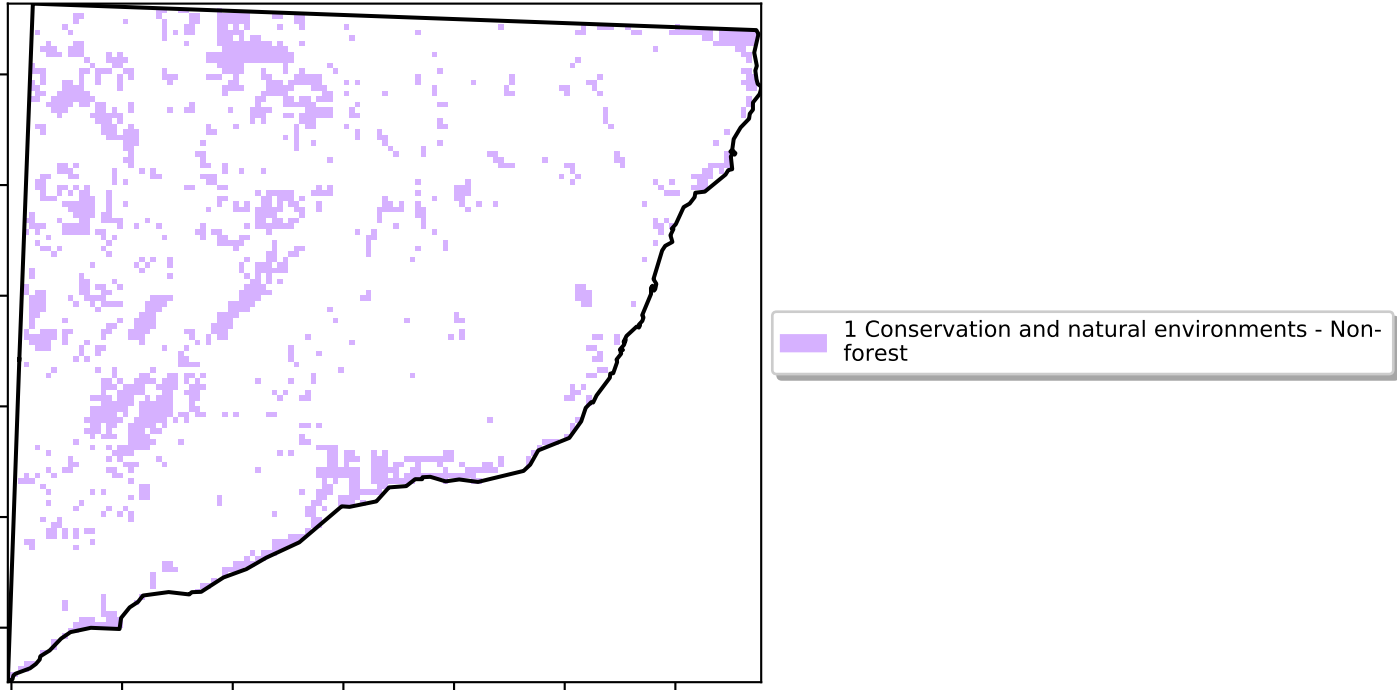 1 Conservation and natural environments - Non-
forest